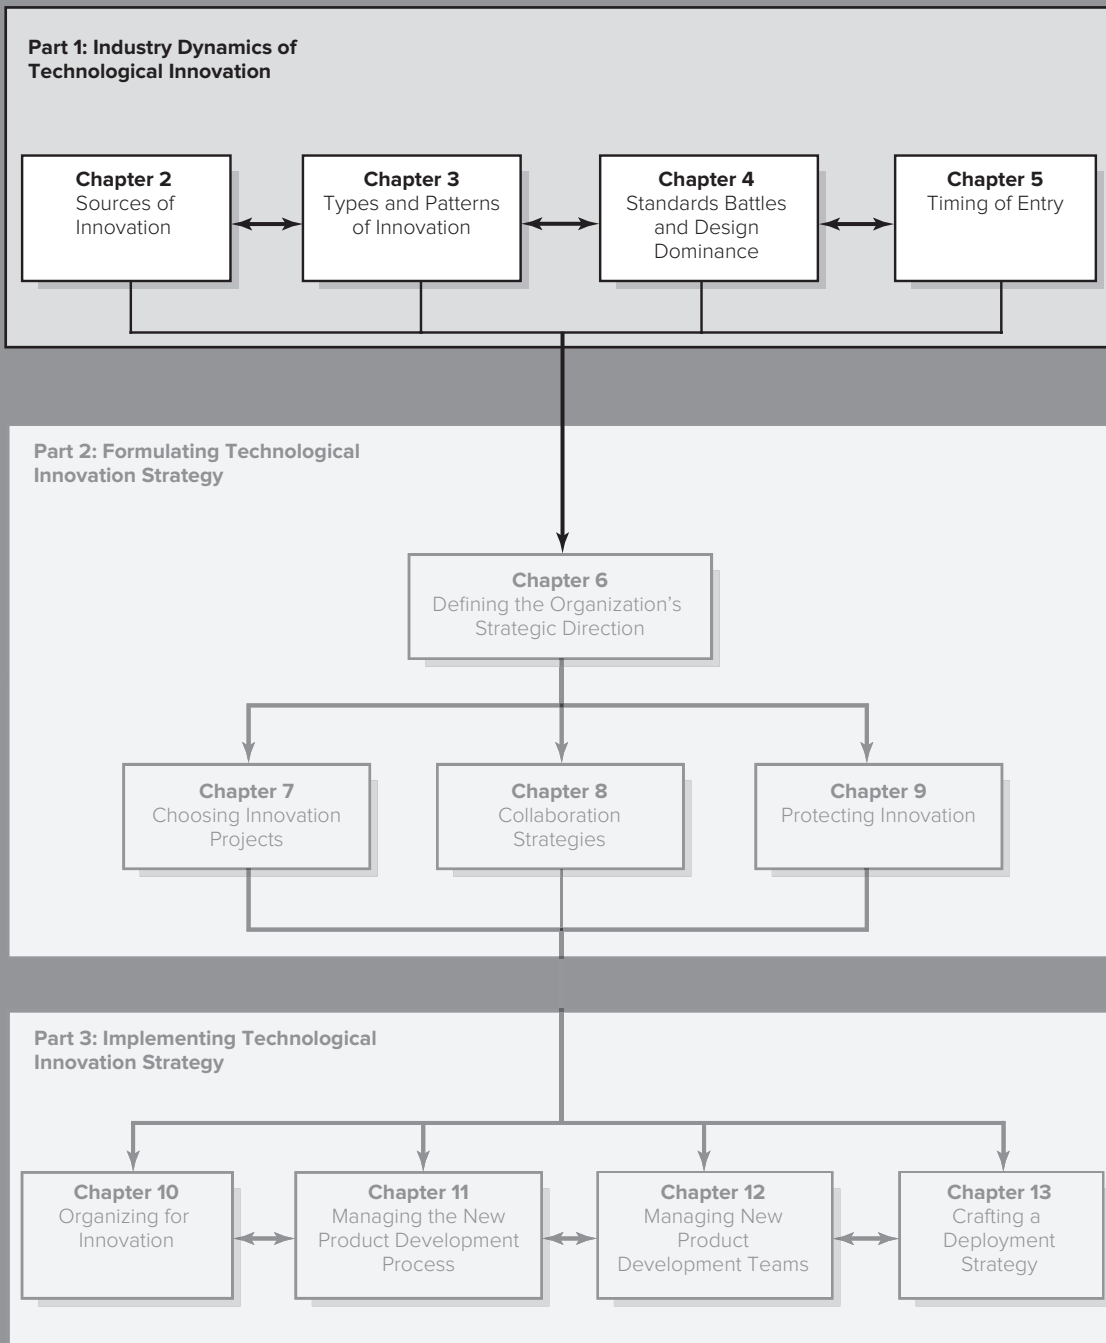 Part 1: Industry Dynamics of
Technological Innovation
Chapter 2
Sources of
Innovation
Chapter 3
Types and Patterns
of Innovation
Chapter 4
Standards Battles
and Design
Dominance
Chapter 5
Timing of Entry
Part 2: Formulating Technological
Innovation Strategy
Chapter 6
Defining the Organization’s
Strategic Direction
Chapter 7
Choosing Innovation
Projects
Chapter 8
Collaboration
Strategies
Chapter 9
Protecting Innovation
Part 3: Implementing Technological
Innovation Strategy
Chapter 10
Organizing for
Innovation
Chapter 11
Managing the New
Product Development
Process
Chapter 12
Managing New
Product
Development Teams
Chapter 13
Crafting a
Deployment
Strategy